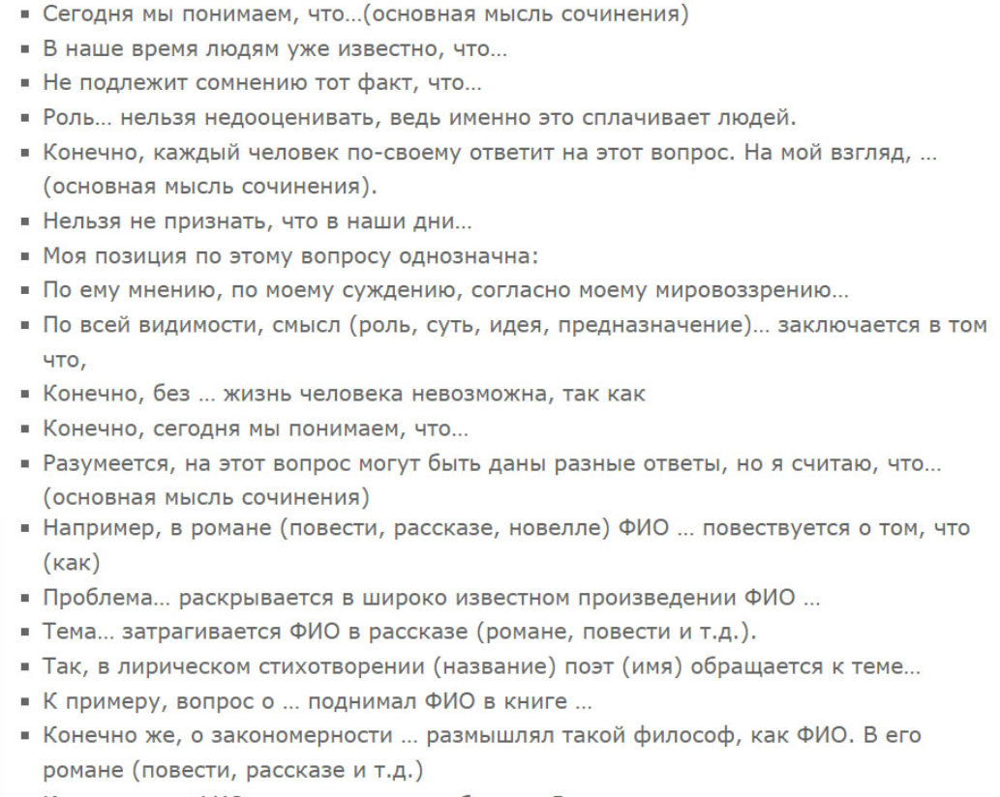 ▪ Сегодня мы понимаем, что…(основная мысль сочинения)
▪ В наше время людям уже известно, что…
▪ Не подлежит сомнению тот факт, что…
▪ Роль… нельзя недооценивать, ведь именно это сплачивает людей.
▪ Конечно, каждый человек по-своему ответит на этот вопрос. На мой взгляд, …
(основная мысль сочинения).
▪ Нельзя не признать, что в наши дни…
▪ Моя позиция по этому вопросу однозначна:
▪ По ему мнению, по моему суждению, согласно моему мировоззрению…
▪ По всей видимости, смысл (роль, суть, идея, предназначение)… заключается в том
что,
▪ Конечно, без … жизнь человека невозможна, так как
▪ Конечно, сегодня мы понимаем, что…
▪ Разумеется, на этот вопрос могут быть даны разные ответы, но я считаю, что…
(основная мысль сочинения)
▪ Например, в романе (повести, рассказе, новелле) ФИО … повествуется о том, что
(как)
▪ Проблема… раскрывается в широко известном произведении ФИО …
▪ Тема… затрагивается ФИО в рассказе (романе, повести и т.д.).
▪ Так, в лирическом стихотворении (название) поэт (имя) обращается к теме…
▪ К примеру, вопрос о … поднимал ФИО в книге …
▪ Конечно же, о закономерности … размышлял такой философ, как ФИО. В его
романе (повести, рассказе и т.д.)